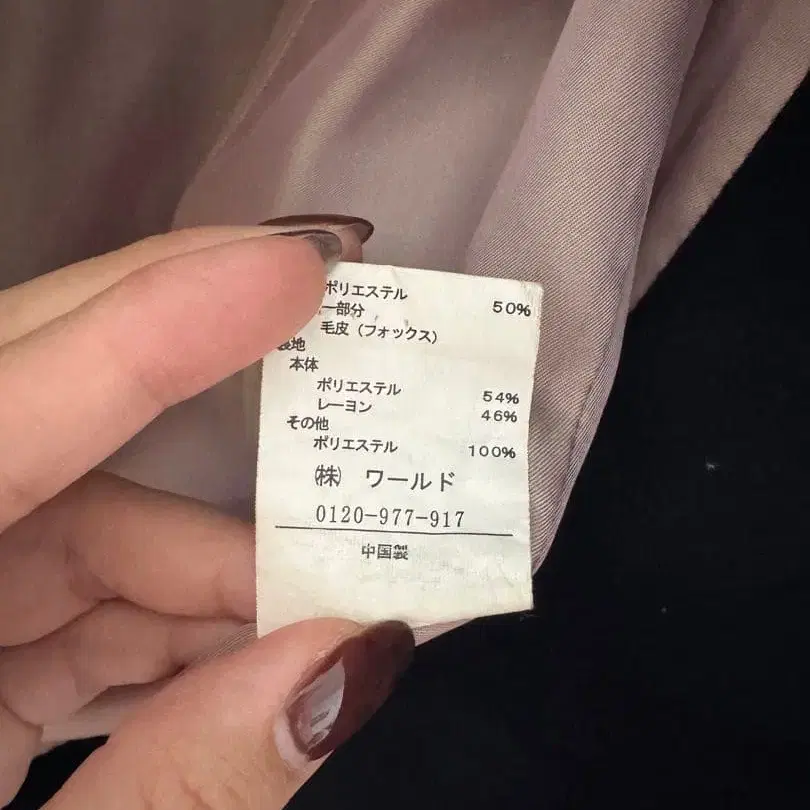 ポリエステル 50%
一部分
毛皮（フォックス）
裏地
本体
ポリエステル 54%
レーヨン 46%
その他
ポリエステル 100%
㈱ ワールド
0120-977-917
中国製